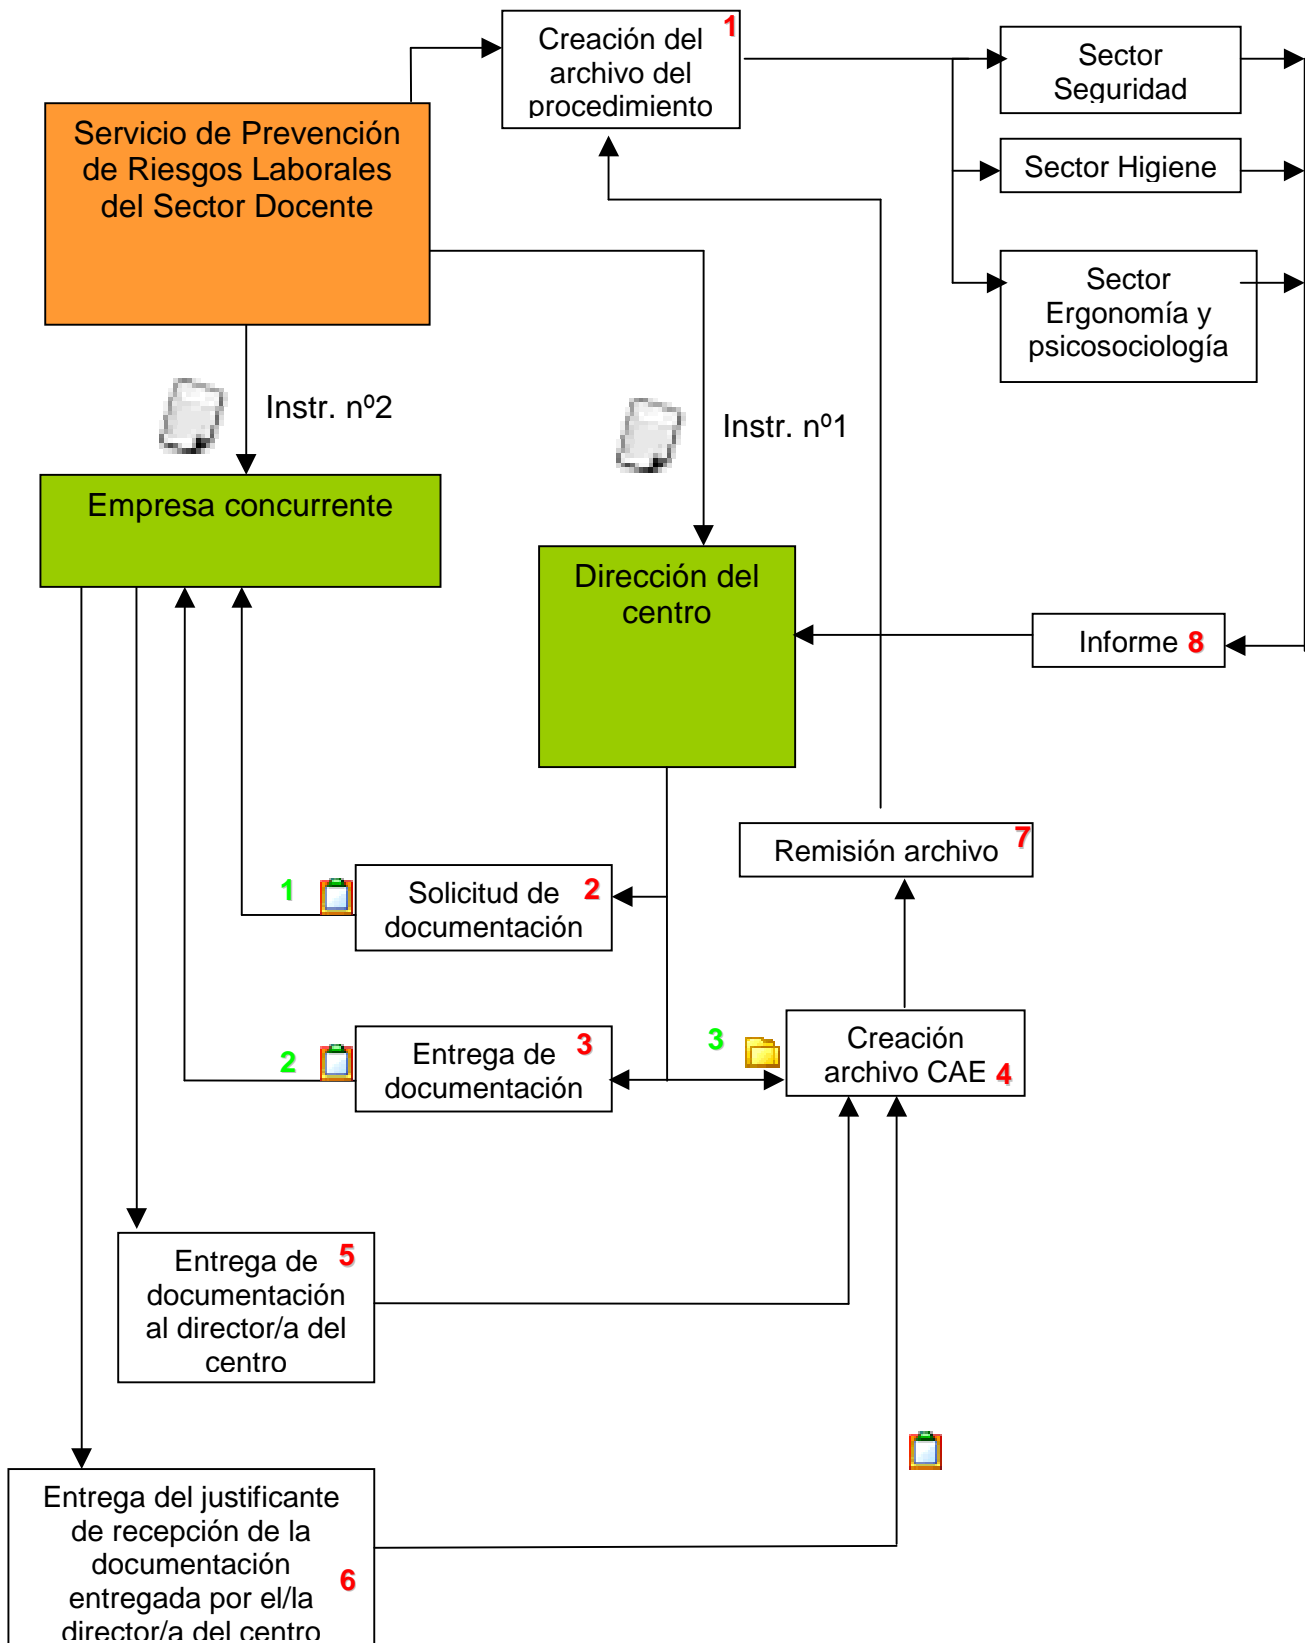 Creación del 1
archivo del
procedimiento
Sector
Seguridad
Servicio de Prevención
de Riesgos Laborales
del Sector Docente
Sector Higiene
Sector
Ergonomía y
psicosociología
Instr. nº2
Instr. nº1
Empresa concurrente
Dirección del
centro
Informe 8
Remisión archivo 7
1
Solicitud de 2
documentación
2
Entrega de 3
documentación
3
Creación
archivo CAE 4
Entrega de 5
documentación
al director/a del
centro
Entrega del justificante
de recepción de la
documentación
entregada por el/la 6
director/a del centro